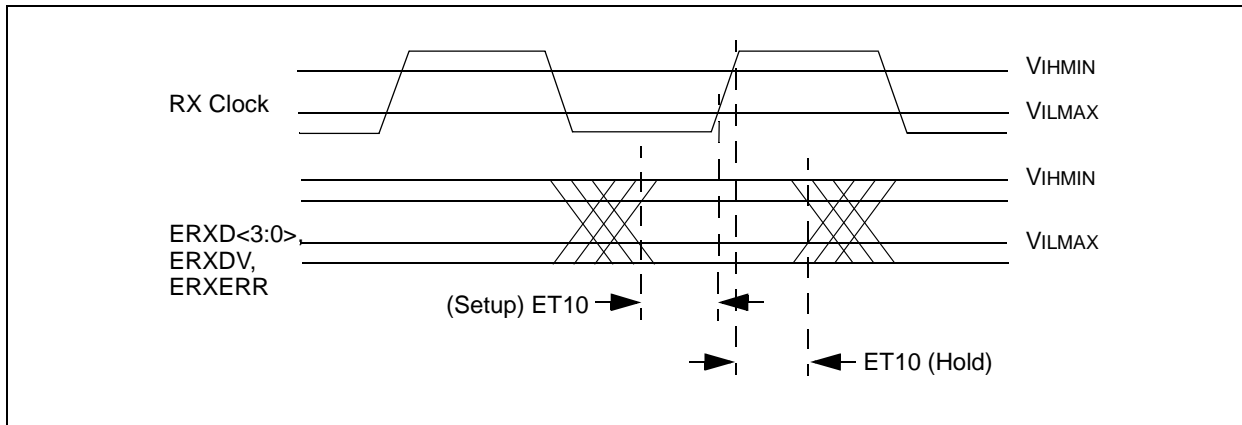 VIHMIN
RX Clock
VILMAX
VIHMIN
ERXD<3:0>,
ERXDV,
ERXERR
VILMAX
(Setup) ET10
ET10 (Hold)